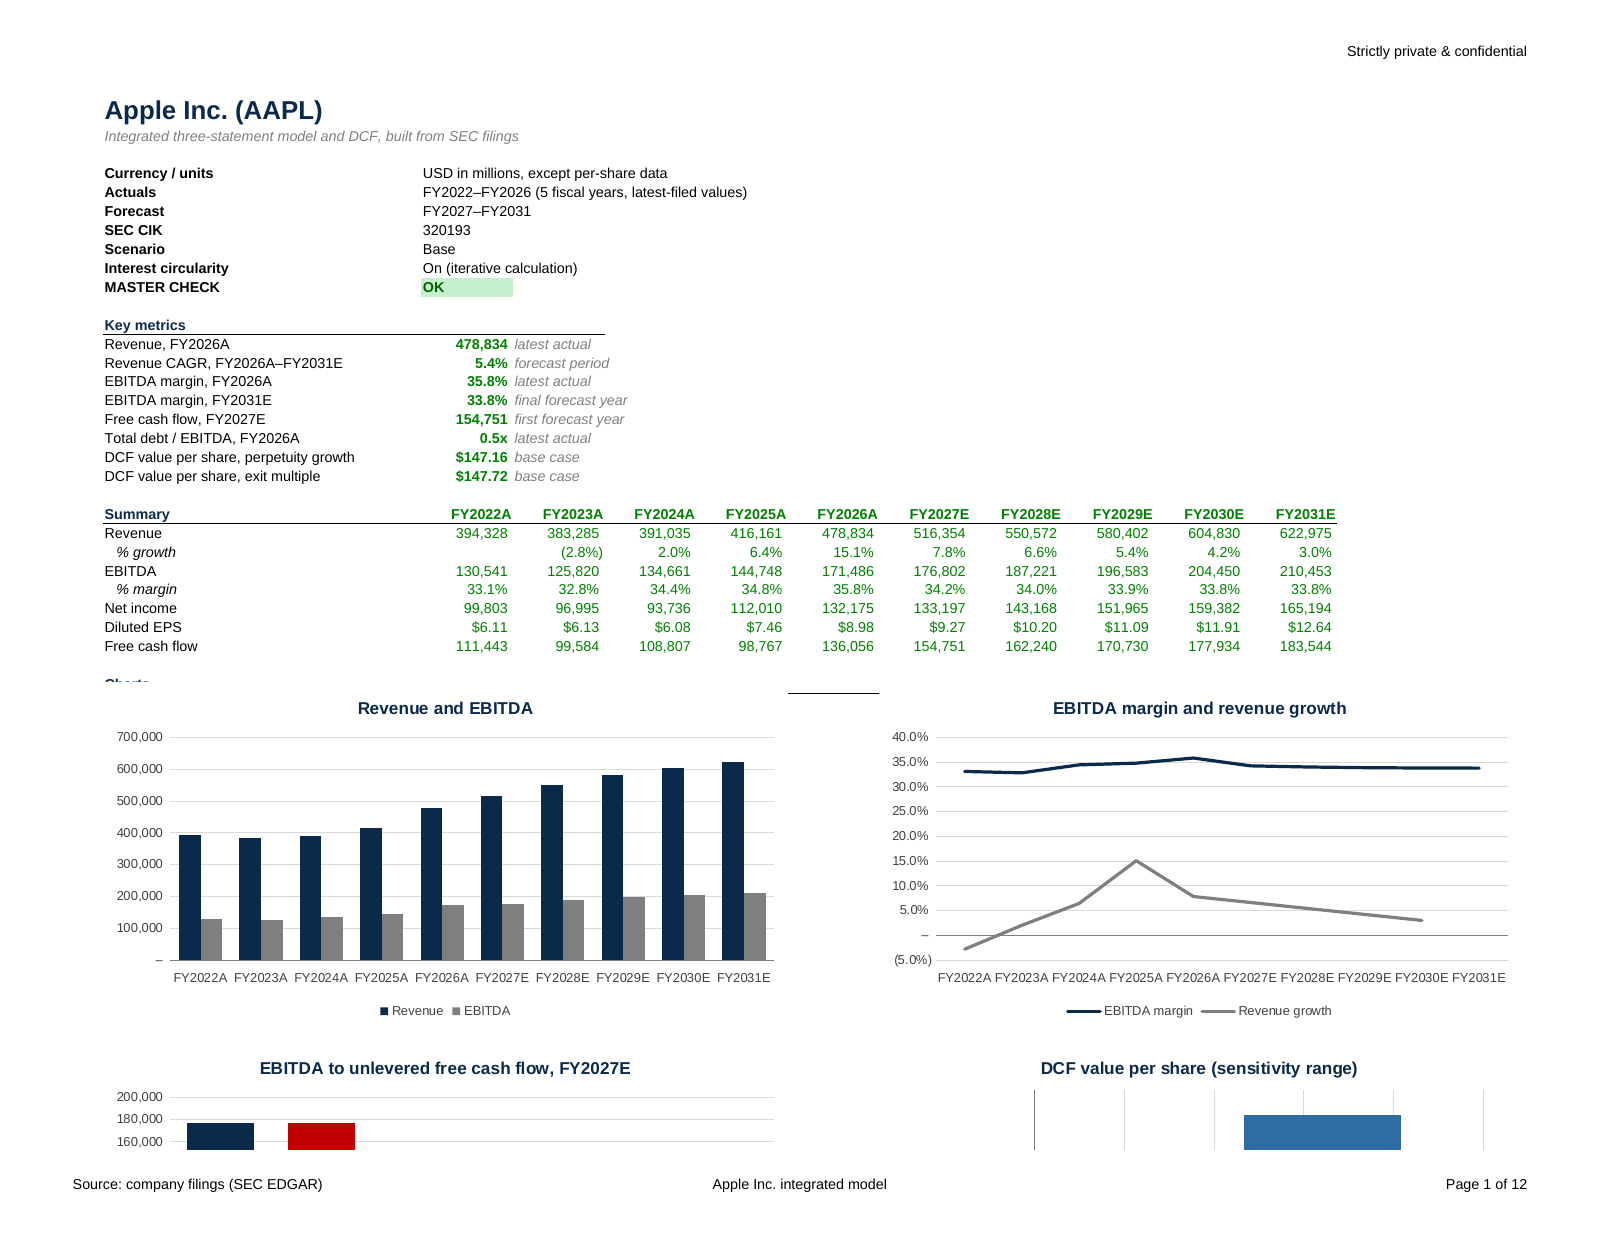 Strictly private & confidential
Apple Inc. (AAPL)
Integrated three-statement model and DCF, built from SEC filings
Currency / units USD in millions, except per-share data
Actuals FY2022–FY2026 (5 fiscal years, latest-filed values)
Forecast FY2027–FY2031
SEC CIK 320193
Scenario Base
Interest circularity On (iterative calculation)
MASTER CHECK OK
Key metrics
Revenue, FY2026A 478,834 latest actual
Revenue CAGR, FY2026A–FY2031E 5.4% forecast period
EBITDA margin, FY2026A 35.8% latest actual
EBITDA margin, FY2031E 33.8% final forecast year
Free cash flow, FY2027E 154,751 first forecast year
Total debt / EBITDA, FY2026A 0.5x latest actual
DCF value per share, perpetuity growth $147.16 base case
DCF value per share, exit multiple $147.72 base case
Summary FY2022A FY2023A FY2024A FY2025A FY2026A FY2027E FY2028E FY2029E FY2030E FY2031E
Revenue 394,328 383,285 391,035 416,161 478,834 516,354 550,572 580,402 604,830 622,975
% growth (2.8%) 2.0% 6.4% 15.1% 7.8% 6.6% 5.4% 4.2% 3.0%
EBITDA 130,541 125,820 134,661 144,748 171,486 176,802 187,221 196,583 204,450 210,453
% margin 33.1% 32.8% 34.4% 34.8% 35.8% 34.2% 34.0% 33.9% 33.8% 33.8%
Net income 99,803 96,995 93,736 112,010 132,175 133,197 143,168 151,965 159,382 165,194
Diluted EPS $6.11 $6.13 $6.08 $7.46 $8.98 $9.27 $10.20 $11.09 $11.91 $12.64
Free cash flow 111,443 99,584 108,807 98,767 136,056 154,751 162,240 170,730 177,934 183,544
Revenue and EBITDA
700,000
600,000
500,000
400,000
300,000
200,000
100,000
–
FY2022A FY2023A FY2024A FY2025A FY2026A FY2027E FY2028E FY2029E FY2030E FY2031E
Revenue EBITDA
EBITDA margin and revenue growth
40.0%
35.0%
30.0%
25.0%
20.0%
15.0%
10.0%
5.0%
–
(5.0%)
FY2022A FY2023A FY2024A FY2025A FY2026A FY2027E FY2028E FY2029E FY2030E FY2031E
EBITDA margin Revenue growth
EBITDA to unlevered free cash flow, FY2027E
200,000
180,000
160,000
DCF value per share (sensitivity range)
Source: company filings (SEC EDGAR) Apple Inc. integrated model Page 1 of 12